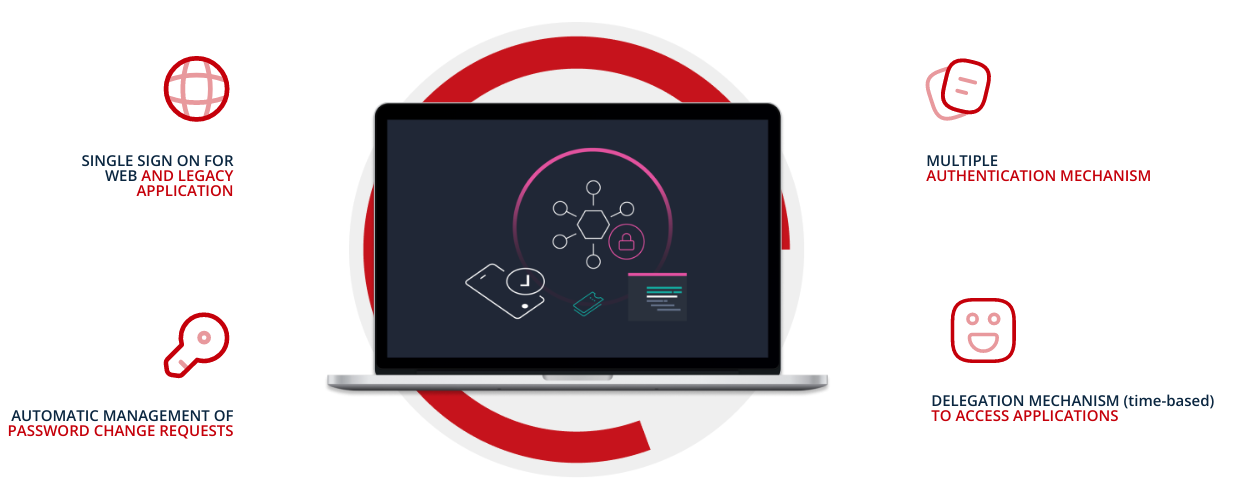 SINGLE SIGN ON FOR
WEB AND LEGACY
APPLICATION
MULTIPLE
AUTHENTICATION MECHANISM
AUTOMATIC MANAGEMENT OF
PASSWORD CHANGE REQUESTS
DELEGATION MECHANISM (time-based)
TO ACCESS APPLICATIONS